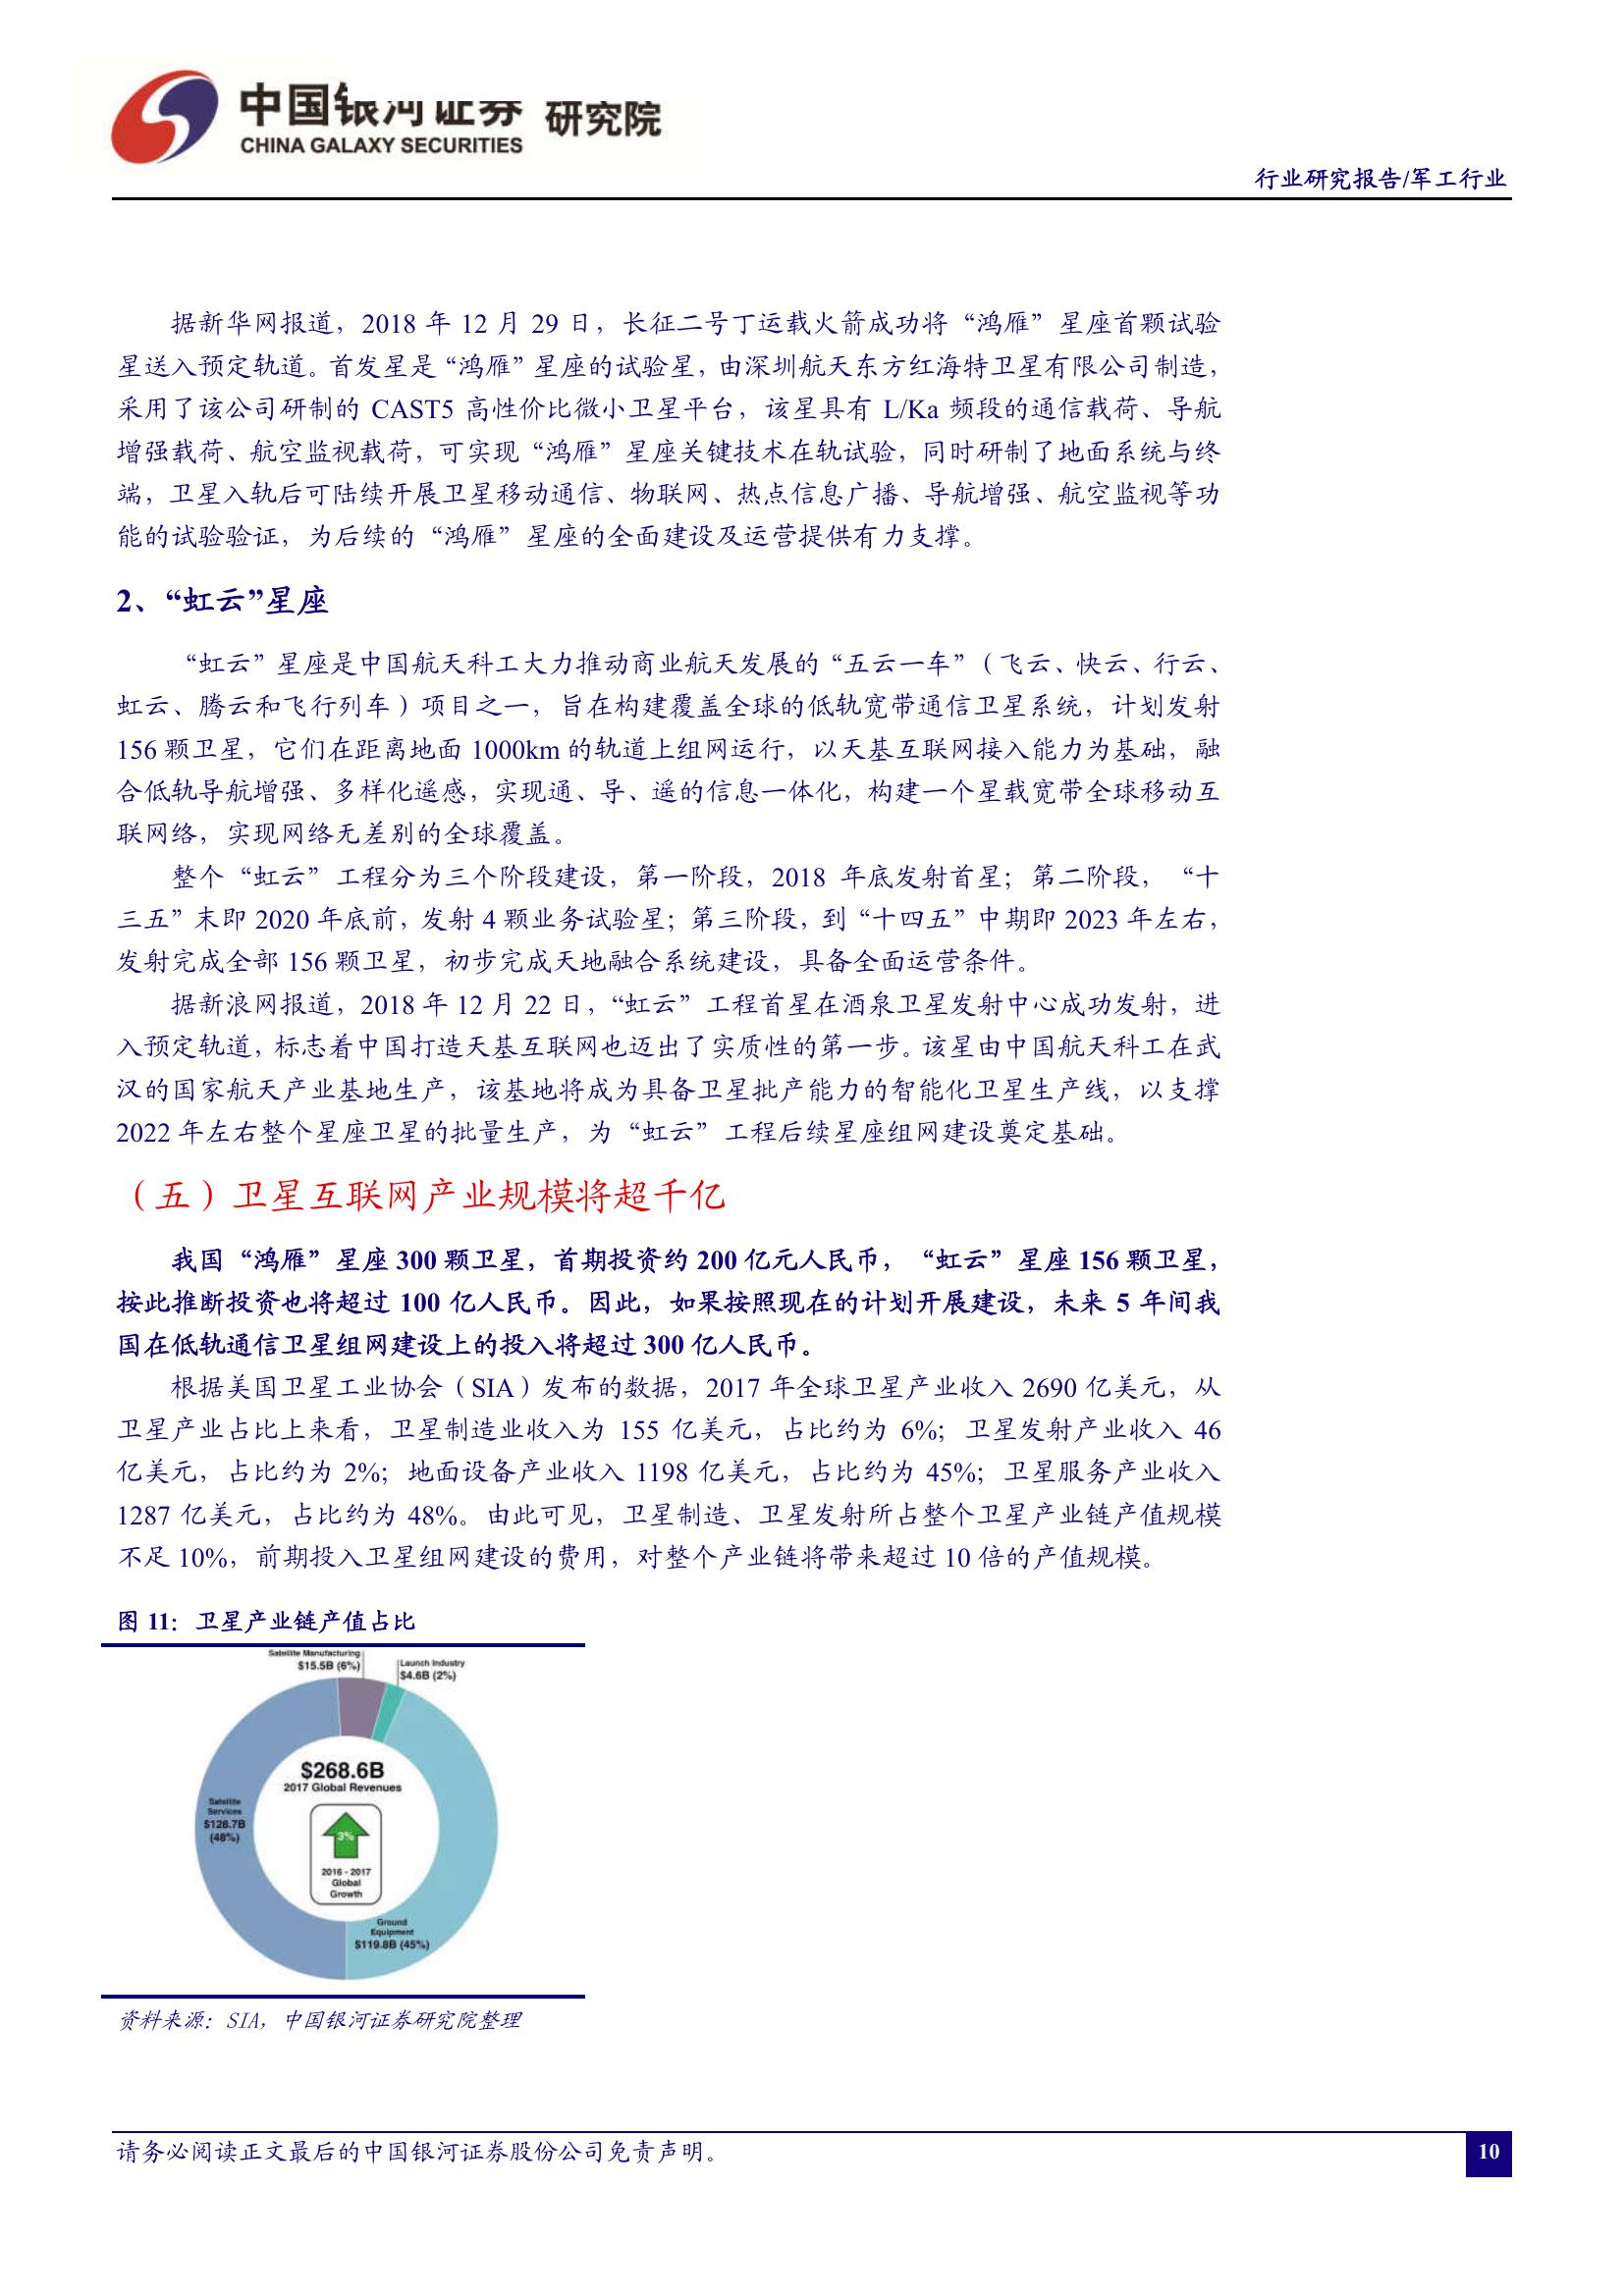 中国银河证券 研究院
CHINA GALAXY SECURITIES
行业研究报告/军工行业
据新华网报道，2018 年 12 月 29 日，长征二号丁运载火箭成功将“鸿雁”星座首颗试验
星送入预定轨道。首发星是“鸿雁”星座的试验星，由深圳航天东方红海特卫星有限公司制造，
采用了该公司研制的 CAST5 高性价比微小卫星平台，该星具有 L/Ka 频段的通信载荷、导航
增强载荷、航空监视载荷，可实现“鸿雁”星座关键技术在轨试验，同时研制了地面系统与终
端，卫星入轨后可陆续开展卫星移动通信、物联网、热点信息广播、导航增强、航空监视等功
能的试验验证，为后续的“鸿雁”星座的全面建设及运营提供有力支撑。
2、“虹云”星座
“虹云”星座是中国航天科工大力推动商业航天发展的“五云一车”（飞云、快云、行云、
虹云、腾云和飞行列车）项目之一，旨在构建覆盖全球的低轨宽带通信卫星系统，计划发射
156 颗卫星，它们在距离地面 1000km 的轨道上组网运行，以天基互联网接入能力为基础，融
合低轨导航增强、多样化遥感，实现通、导、遥的信息一体化，构建一个星载宽带全球移动互
联网络，实现网络无差别的全球覆盖。
整个“虹云”工程分为三个阶段建设，第一阶段，2018 年底发射首星；第二阶段，“十
三五”末即 2020 年底前，发射 4 颗业务试验星；第三阶段，到“十四五”中期即 2023 年左右，
发射完成全部 156 颗卫星，初步完成天地融合系统建设，具备全面运营条件。
据新浪网报道，2018 年 12 月 22 日，“虹云”工程首星在酒泉卫星发射中心成功发射，进
入预定轨道，标志着中国打造天基互联网也迈出了实质性的第一步。该星由中国航天科工在武
汉的国家航天产业基地生产，该基地将成为具备卫星批产能力的智能化卫星生产线，以支撑
2022 年左右整个星座卫星的批量生产，为“虹云”工程后续星座组网建设奠定基础。
（五）卫星互联网产业规模将超千亿
我国“鸿雁”星座 300 颗卫星，首期投资约 200 亿元人民币，“虹云”星座 156 颗卫星，
按此推断投资也将超过 100 亿人民币。因此，如果按照现在的计划开展建设，未来 5 年间我
国在低轨通信卫星组网建设上的投入将超过 300 亿人民币。
根据美国卫星工业协会（SIA）发布的数据，2017 年全球卫星产业收入 2690 亿美元，从
卫星产业占比上来看，卫星制造业收入为 155 亿美元，占比约为 6%；卫星发射产业收入 46
亿美元，占比约为 2%；地面设备产业收入 1198 亿美元，占比约为 45%；卫星服务产业收入
1287 亿美元，占比约为 48%。由此可见，卫星制造、卫星发射所占整个卫星产业链产值规模
不足 10%，前期投入卫星组网建设的费用，对整个产业链将带来超过 10 倍的产值规模。
图 11：卫星产业链产值占比
Satellite Manufacturing
$15.5B (6%)
Launch Industry
$4.6B (2%)
$268.6B
2017 Global Revenues
Satellite
Services
$128.7B
(48%)
3%
2016 - 2017
Global
Growth
Ground
Equipment
$119.8B (45%)
资料来源：SIA，中国银河证券研究院整理
请务必阅读正文最后的中国银河证券股份公司免责声明。
10